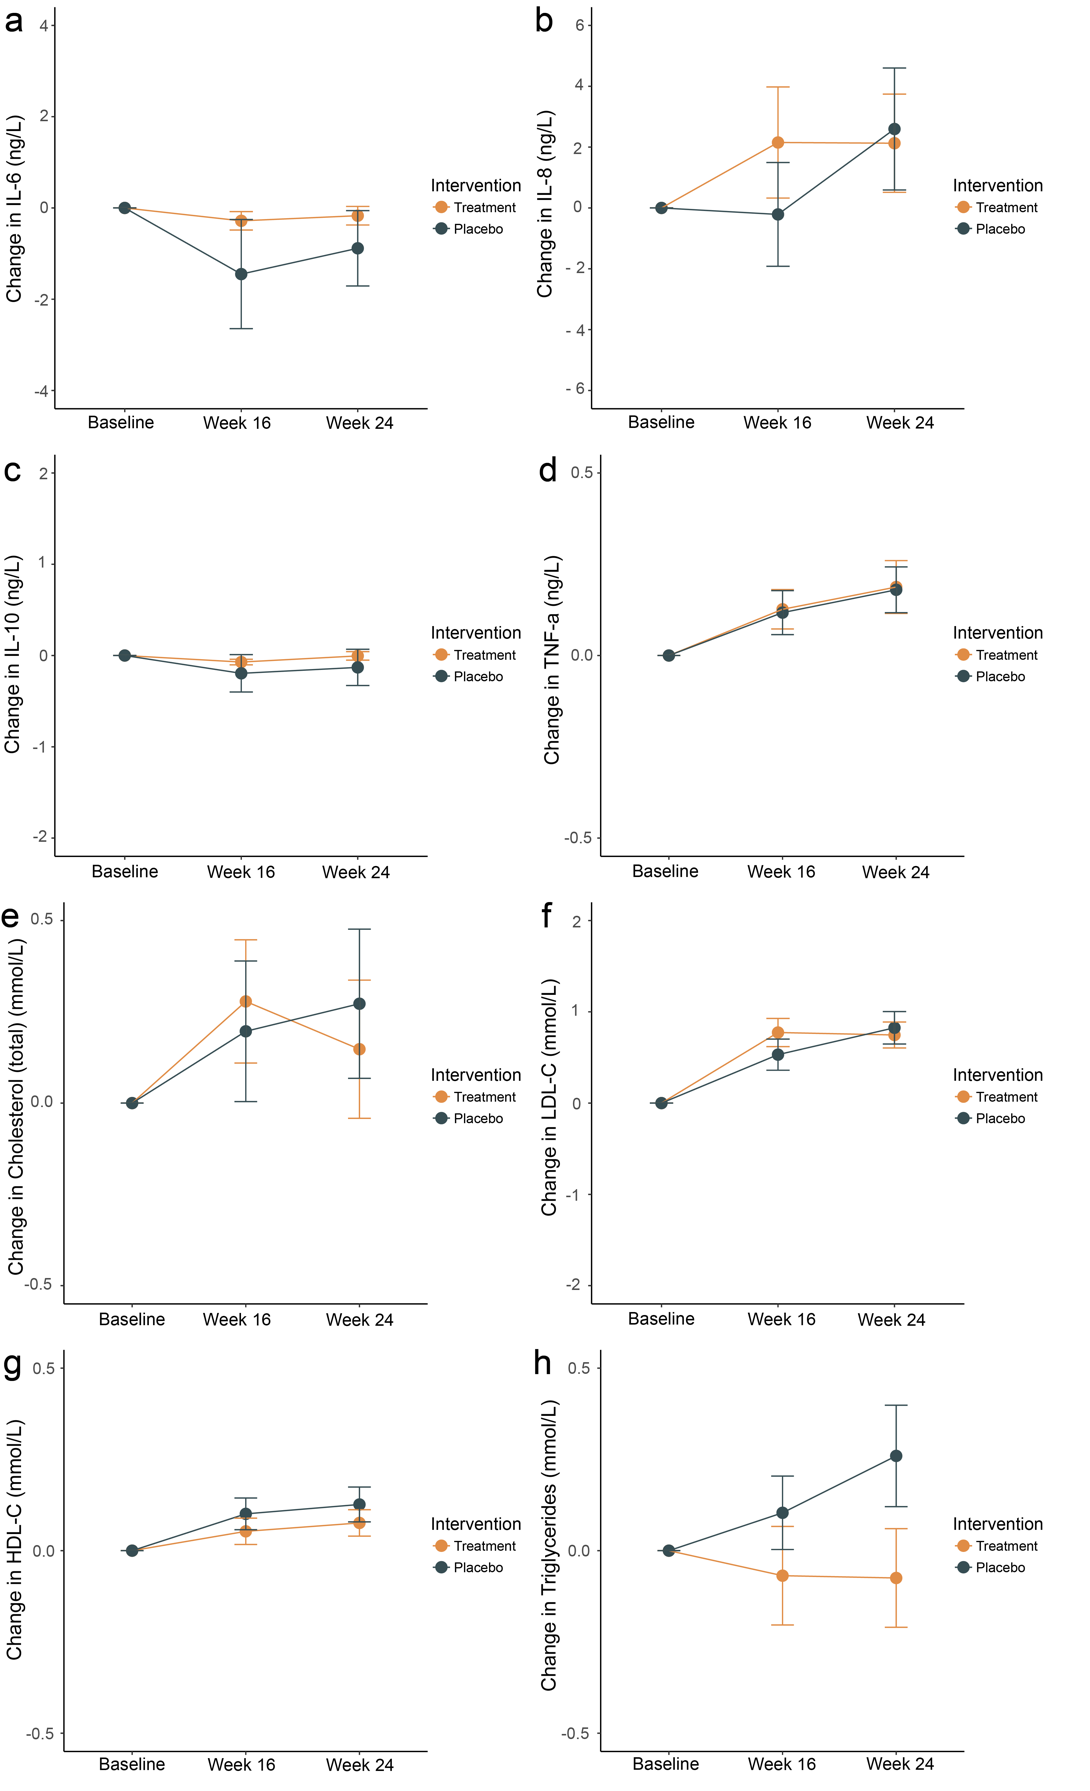 a
Change in IL-6 (ng/L)
4
2
0
-2
-4
Baseline Week 16 Week 24
Intervention
Treatment
Placebo
b
Change in IL-8 (ng/L)
6
4
2
0
- 2
- 4
- 6
Baseline Week 16 Week 24
Intervention
Treatment
Placebo
c
Change in IL-10 (ng/L)
2
1
0
-1
-2
Baseline Week 16 Week 24
Intervention
Treatment
Placebo
d
Change in TNF-a (ng/L)
0.5
0.0
-0.5
Baseline Week 16 Week 24
Intervention
Treatment
Placebo
e
Change in Cholesterol (total) (mmol/L)
0.5
0.0
-0.5
Baseline Week 16 Week 24
Intervention
Treatment
Placebo
f
Change in LDL-C (mmol/L)
2
1
0
-1
-2
Baseline Week 16 Week 24
Intervention
Treatment
Placebo
g
Change in HDL-C (mmol/L)
0.5
0.0
-0.5
Baseline Week 16 Week 24
Intervention
Treatment
Placebo
h
Change in Triglycerides (mmol/L)
0.5
0.0
-0.5
Baseline Week 16 Week 24
Intervention
Treatment
Placebo